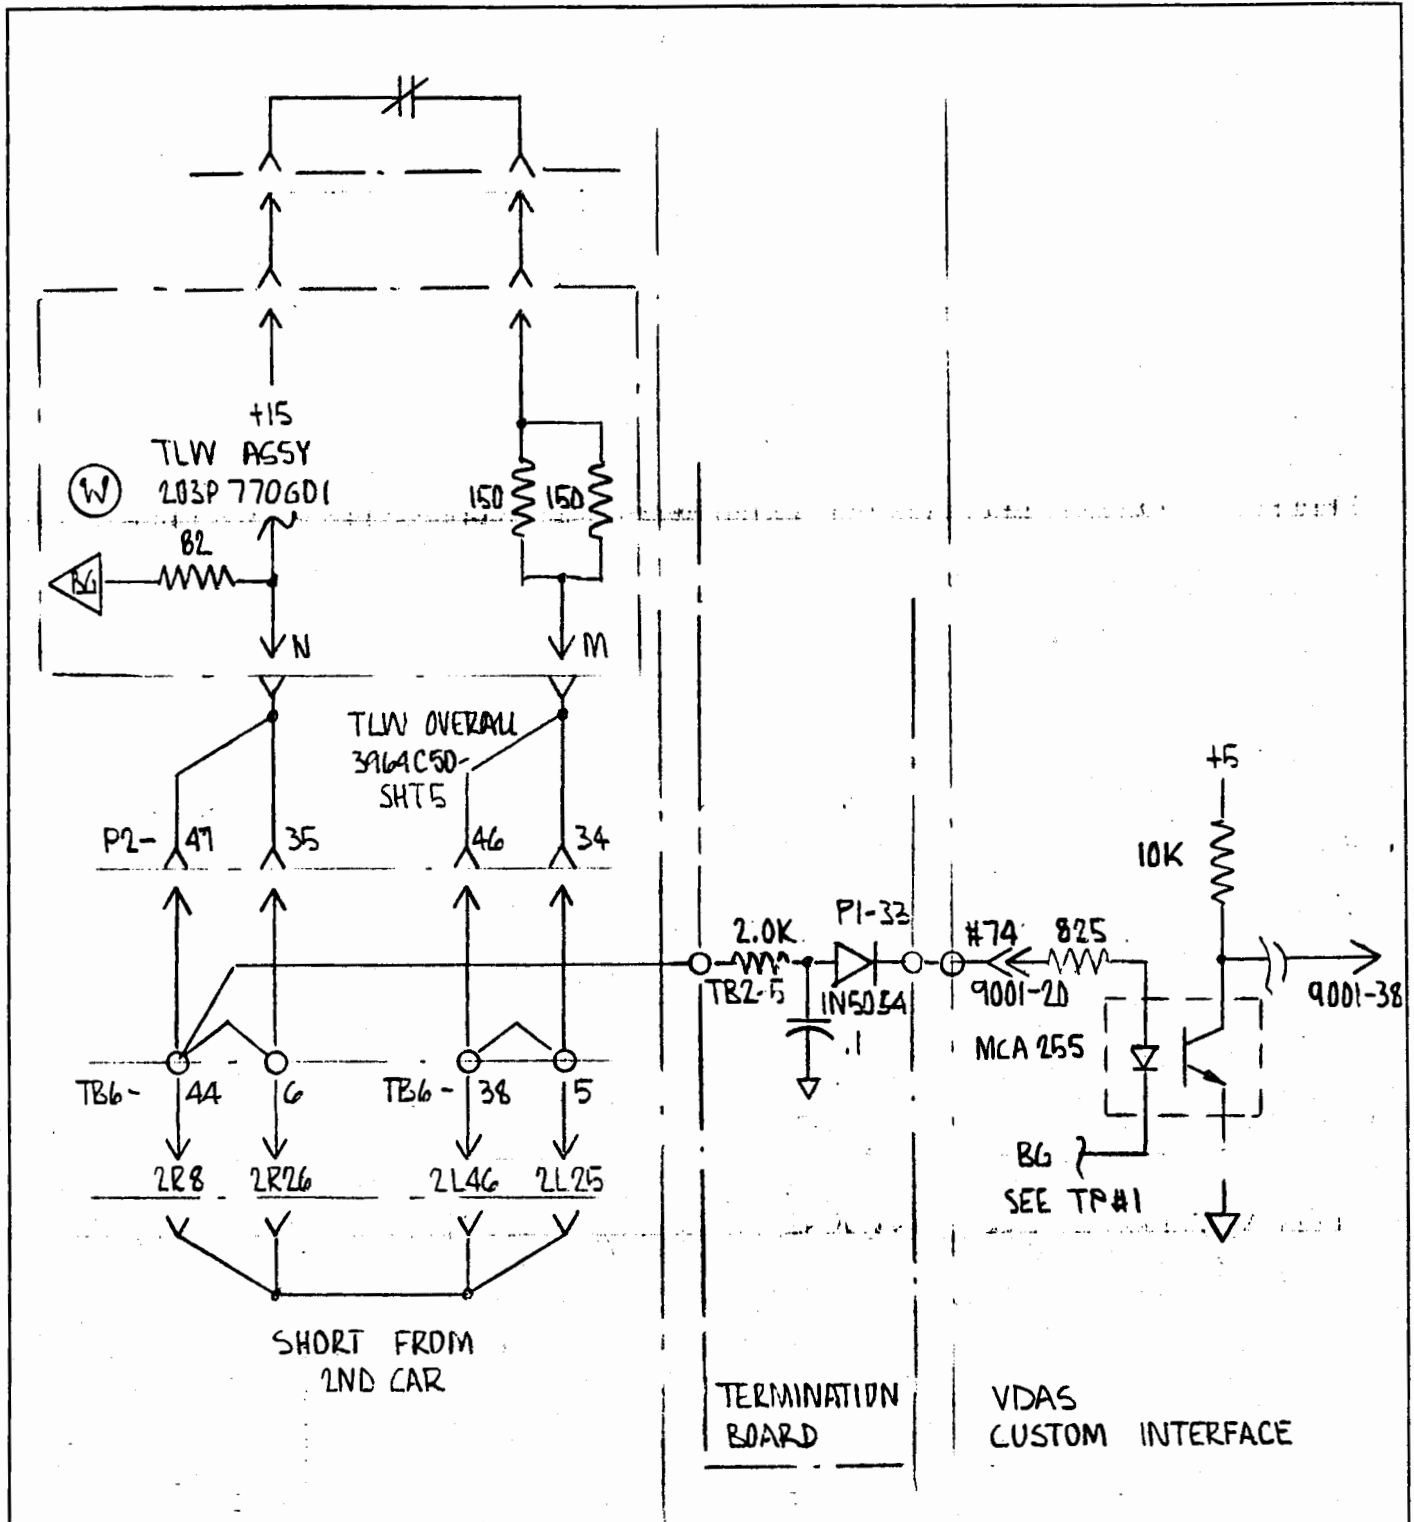 +15
TLW ASSY
W
203P770GD1
150
150
82
BG
N
M
TLW OVERALL
3964C50-
SHT5
P2-
47
35
46
34
+5
10K
P1-33
2.0K
#74
825
TB2-5
1N5054
9001-20
9001-38
.1
MCA 255
TB6-
44
6
TB6-
38
5
BG
SEE TP#1
2R8
2R26
2L46
2L25
SHORT FROM
2ND CAR
TERMINATION
BOARD
VDAS
CUSTOM INTERFACE